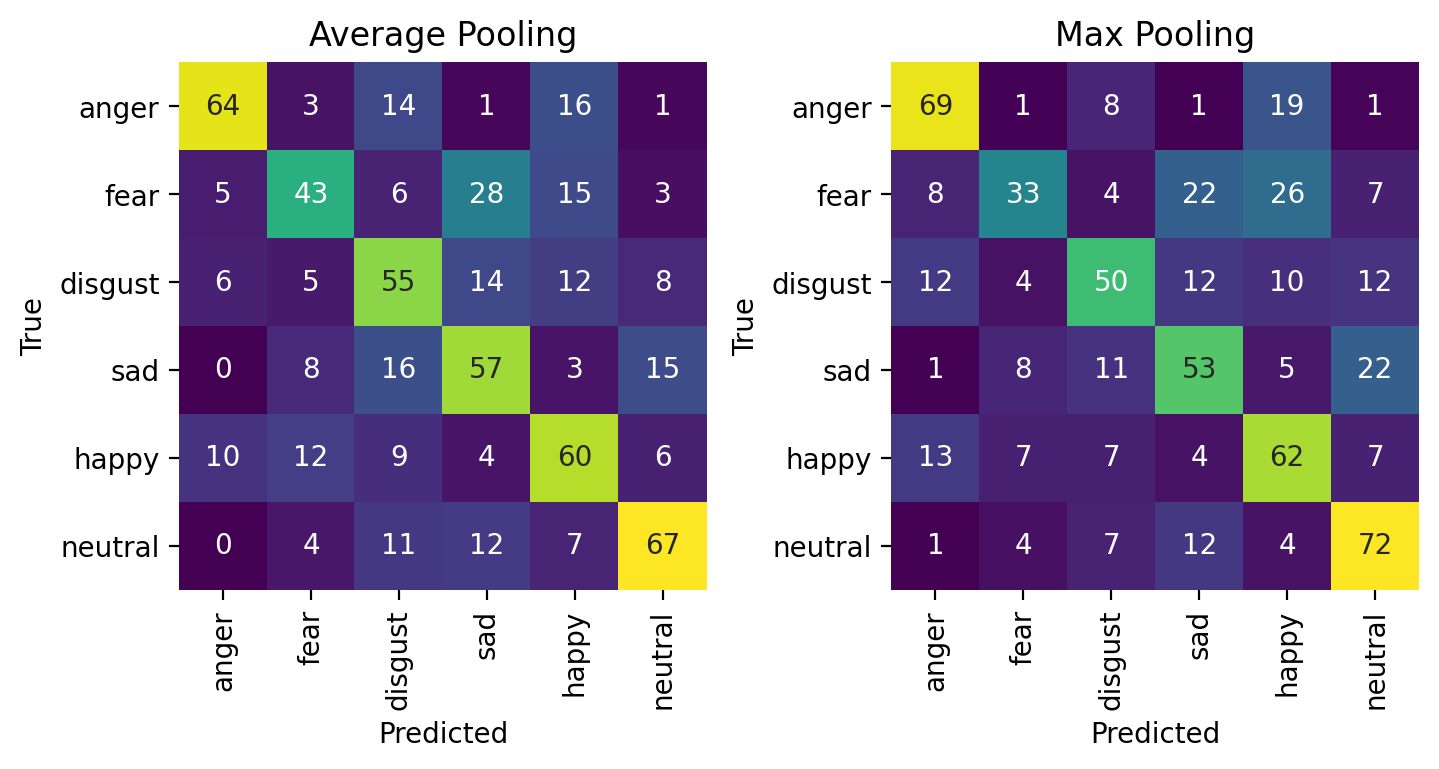 Average Pooling
True
anger 64 3 14 1 16 1
fear 5 43 6 28 15 3
disgust 6 5 55 14 12 8
sad 0 8 16 57 3 15
happy 10 12 9 4 60 6
neutral 0 4 11 12 7 67
anger fear disgust sad happy neutral
Predicted
Max Pooling
True
anger 69 1 8 1 19 1
fear 8 33 4 22 26 7
disgust 12 4 50 12 10 12
sad 1 8 11 53 5 22
happy 13 7 7 4 62 7
neutral 1 4 7 12 4 72
anger fear disgust sad happy neutral
Predicted